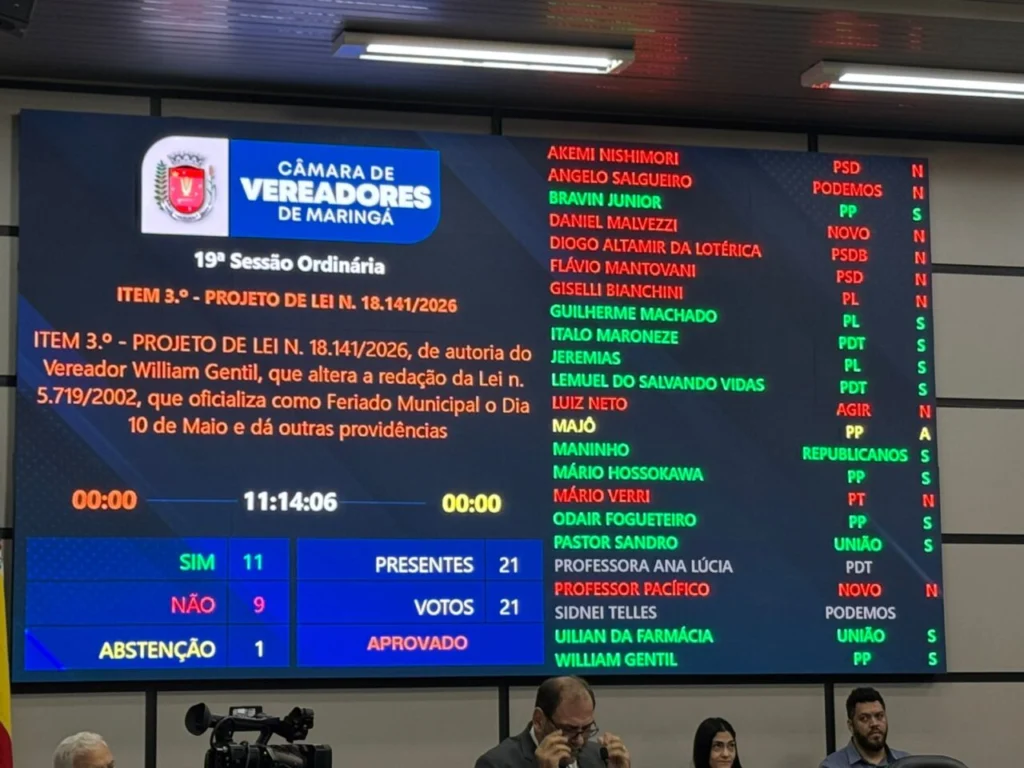 CÂMARA DE
VEREADORES
DE MARINGÁ
19ª Sessão Ordinária
ITEM 3.º - PROJETO DE LEI N. 18.141/2026
ITEM 3.º - PROJETO DE LEI N. 18.141/2026, de autoria do
Vereador William Gentil, que altera a redação da Lei n.
5.719/2002, que oficializa como Feriado Municipal o Dia
10 de Maio e dá outras providências
00:00 11:14:06 00:00
SIM 11
NÃO 9
ABSTENÇÃO 1
PRESENTES 21
VOTOS 21
APROVADO
AKEMI NISHIMORI PSD N
ANGELO SALGUEIRO PODEMOS N
BRAVIN JUNIOR PP S
DANIEL MALVEZZI NOVO N
DIOGO ALTAMIR DA LOTÉRICA PSDB N
FLÁVIO MANTOVANI PSD N
GISELLI BIANCHINI PL N
GUILHERME MACHADO PL S
ITALO MARONEZE PDT S
JEREMIAS PL S
LEMUEL DO SALVANDO VIDAS PDT S
LUIZ NETO AGIR N
MAJÔ PP A
MANINHO REPUBLICANOS S
MÁRIO HOSSOKAWA PP S
MÁRIO VERRI PT N
ODAIR FOGUETEIRO PP S
PASTOR SANDRO UNIÃO S
PROFESSORA ANA LÚCIA PDT
PROFESSOR PACÍFICO NOVO N
SIDNEI TELLES PODEMOS
UILIAN DA FARMÁCIA UNIÃO S
WILLIAM GENTIL PP S